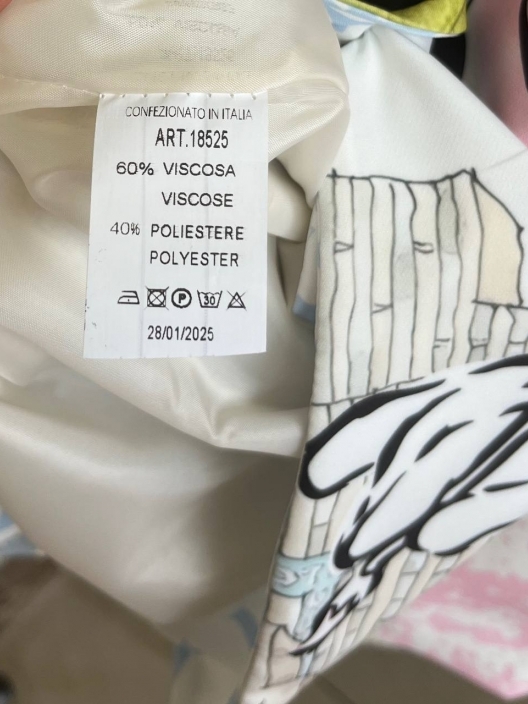 CONFEZIONATO IN ITALIA
ART.18525
60% VISCOSA
VISCOSE
40% POLIESTERE
POLYESTER
30
28/01/2025